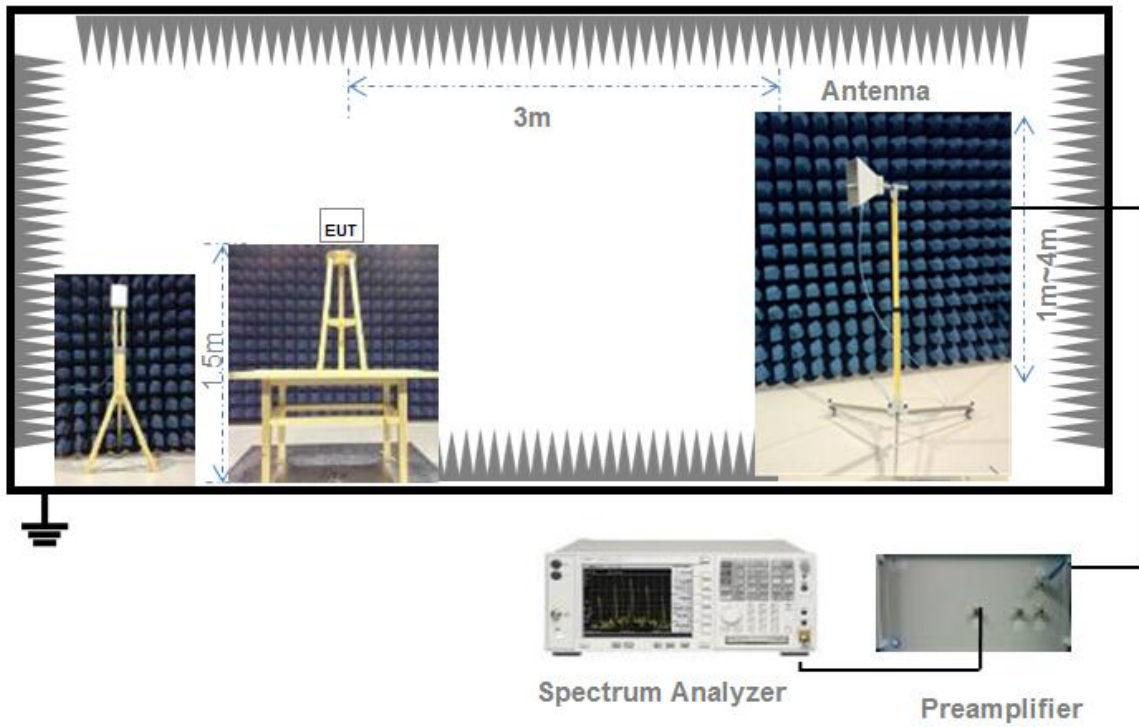 Antenna
3m
EUT
1.5m
1m~4m
Spectrum Analyzer
Preamplifier